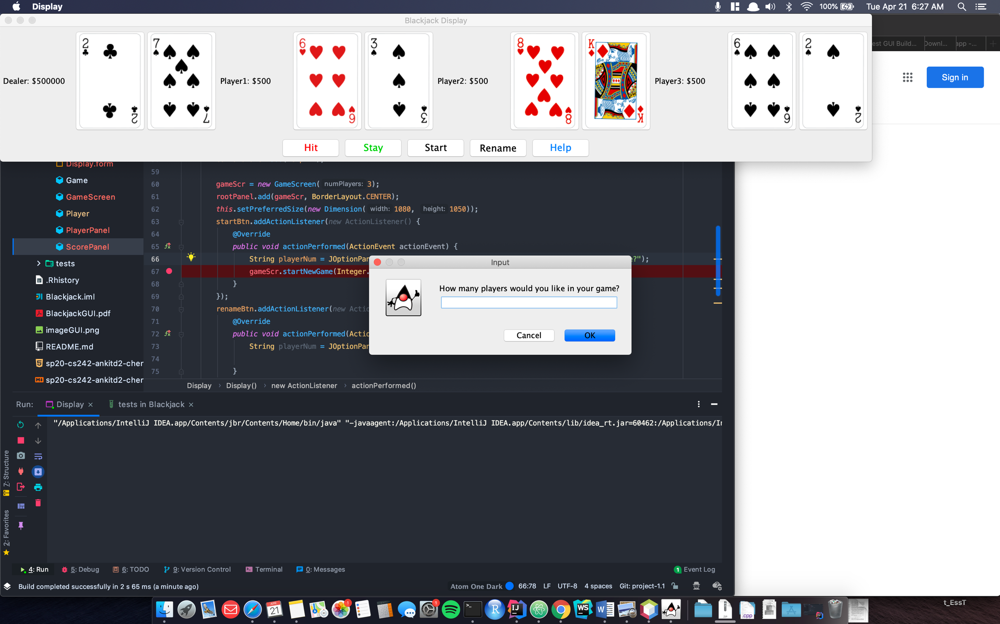 Display
100%
Tue Apr 21 6:27 AM
Blackjack Display
Dealer: $500000
2
2
7
7
Player1: $500
6
6
3
3
Player2: $500
8
8
K
K
Player3: $500
6
6
2
2
Hit
Stay
Start
Rename
Help
est GUI Build...
Downl...
app -...
Sign in
Display.form
Game
GameScreen
Player
PlayerPanel
ScorePanel
tests
.Rhistory
Blackjack.iml
BlackjackGUI.pdf
imageGUI.png
README.md
sp20-cs242-ankitd2-cher
sp20-cs242-ankitd2-cher
59
60 gameScr = new GameScreen( numPlayers: 3);
61 rootPanel.add(gameScr, BorderLayout.CENTER);
62 this.setPreferredSize(new Dimension( width: 1080, height: 1050));
63 startBtn.addActionListener(new ActionListener() {
64 @Override
65 public void actionPerformed(ActionEvent actionEvent) {
66 String playerNum = JOptionPan e?");
67 gameScr.startNewGame(Integer.
68 }
69 });
70 renameBtn.addActionListener(new Actio
71 @Override
72 public void actionPerformed(Actio
73 String playerNum = JOptionPan
74
75 }
Input
How many players would you like in your game?
Cancel
OK
Display › Display() › new ActionListener › actionPerformed()
Run:
Display ×
tests in Blackjack ×
"/Applications/IntelliJ IDEA.app/Contents/jbr/Contents/Home/bin/java" "-javaagent:/Applications/IntelliJ IDEA.app/Contents/lib/idea_rt.jar=60462:/Applications/In
7: Structure
2: Favorites
4: Run
5: Debug
6: TODO
9: Version Control
Terminal
0: Messages
1 Event Log
Build completed successfully in 2 s 65 ms (a minute ago)
Atom One Dark
66:78
LF
UTF-8
4 spaces
Git: project-1.1
APR
21
1
1
R
IJ
WS
W
ZIP
.cpp
t_EssT